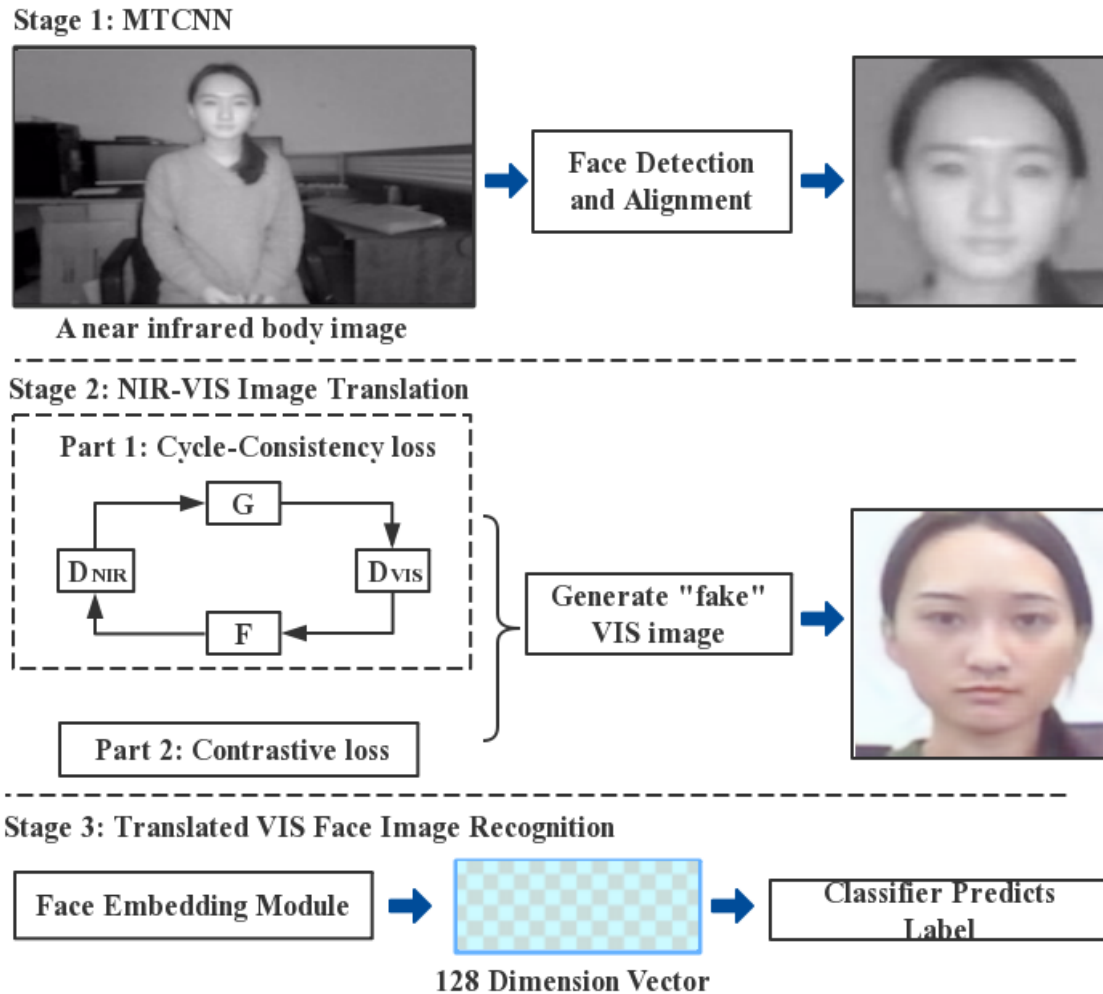 Stage 1: MTCNN
Face Detection
and Alignment
A near infrared body image
Stage 2: NIR-VIS Image Translation
Part 1: Cycle-Consistency loss
G
DNIR
DVIS
F
Generate "fake"
VIS image
Part 2: Contrastive loss
Stage 3: Translated VIS Face Image Recognition
Face Embedding Module
Classifier Predicts
Label
128 Dimension Vector